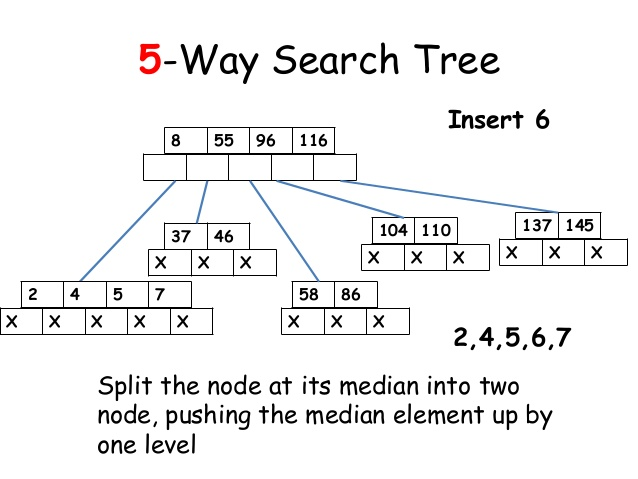 5-Way Search Tree
Insert 6
8 55 96 116
37 46
X X X
104 110
X X X
137 145
X X X
2 4 5 7
X X X X X
58 86
X X X
2,4,5,6,7
Split the node at its median into two
node, pushing the median element up by
one level